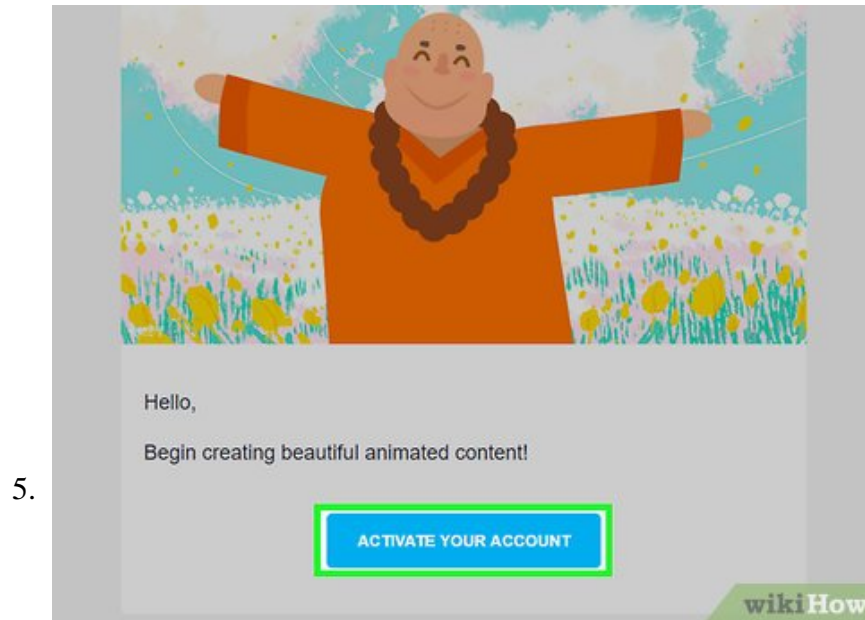 Hello,
Begin creating beautiful animated content!
5.
ACTIVATE YOUR ACCOUNT
wikiHow